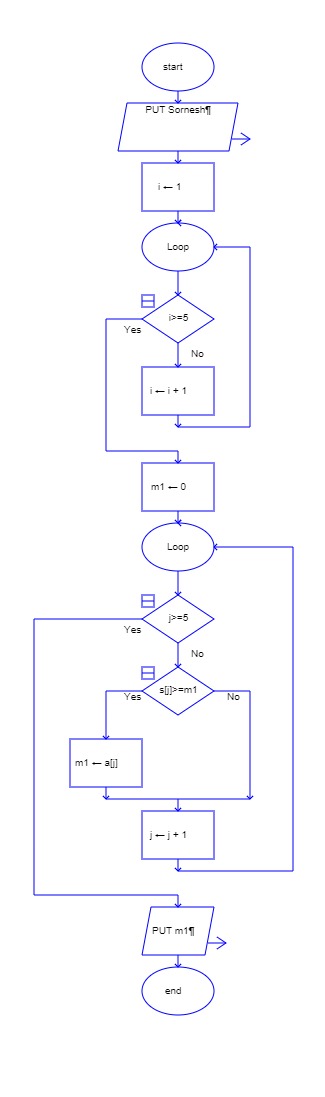 start
PUT Sornesh¶
i ← 1
Loop
i>=5
Yes
No
i ← i + 1
m1 ← 0
Loop
j>=5
Yes
No
s[j]>=m1
Yes
No
m1 ← a[j]
j ← j + 1
PUT m1¶
end